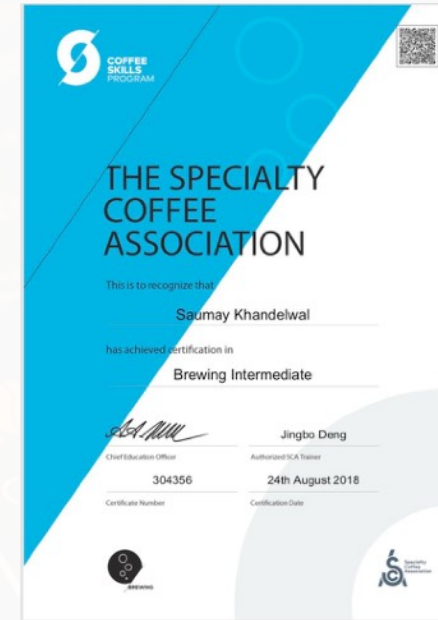 COFFEE
SKILLS
PROGRAM
THE SPECIALTY
COFFEE
ASSOCIATION
This is to recognize that
Saumay Khandelwal
has achieved certification in
Brewing Intermediate
Chief Education Officer
Jingbo Deng
Authorized SCA Trainer
304356
Certificate Number
24th August 2018
Certification Date
BREWING
Specialty
Coffee
Association